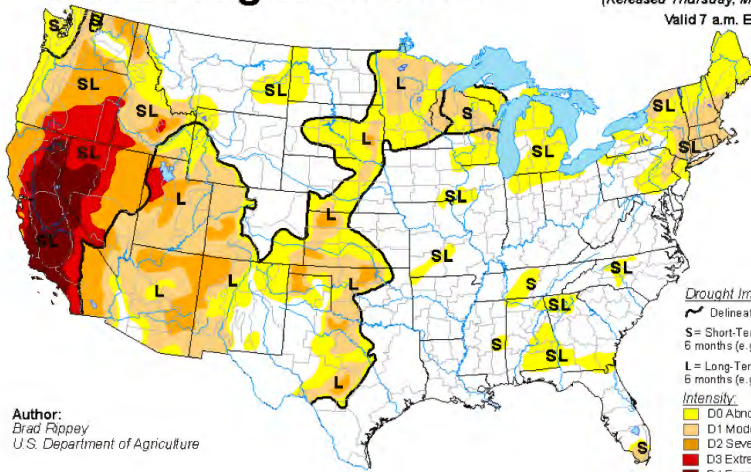 (Released Thursday, M
Valid 7 a.m. E
S
S
SL
SL
SL
SL
SL
L
L
L
L
L
L
L
L
L
S
SL
SL
SL
SL
SL
S
SL
SL
S
SL
S
Drought Im
Delineat
S = Short-Ter
6 months (e.g
L = Long-Ter
6 months (e.g
Intensity:
D0 Abno
D1 Mode
D2 Seve
D3 Extre
Author:
Brad Rippey
U.S. Department of Agriculture